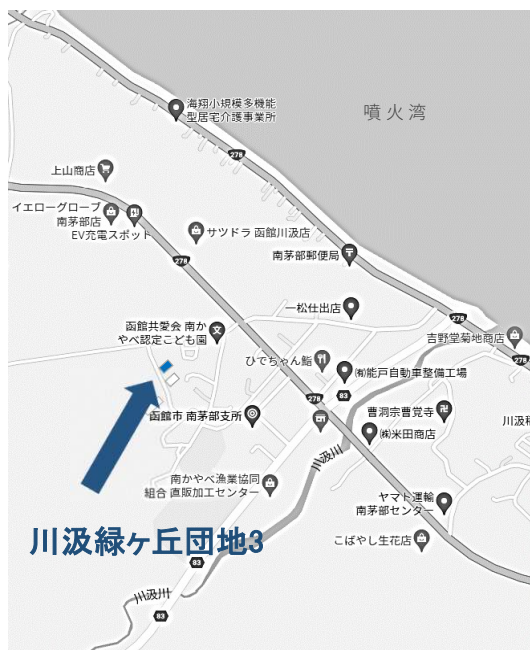 海翔小規模多機能
型居宅介護事業所
噴火湾
278
上山商店
イエローグローブ
南茅部店
EV充電スポット
サツドラ 函館川汲店
南茅部郵便局
278
278
一松仕出店
函館共愛会 南か
やべ認定こども園
吉野堂菊地商店
278
ひでちゃん鮨
㈲能戸自動車整備工場
278
83
曹洞宗曹覚寺
函館市 南茅部支所
川汲稲
㈱米田商店
川汲川
南かやべ漁業協同
組合 直販加工センター
ヤマト運輸
南茅部センター
川汲緑ヶ丘団地3
こばやし生花店
83
川汲川
83